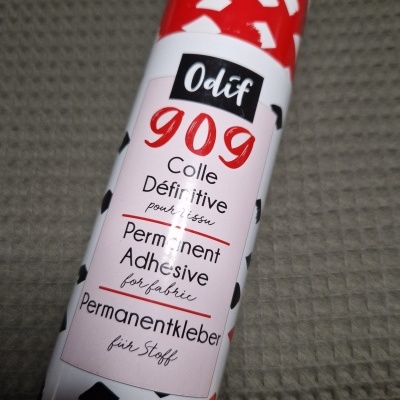 Odif
909
Colle
Définitive
pour tissu
Permanent
Adhesive
for fabric
Permanentkleber
für Stoff